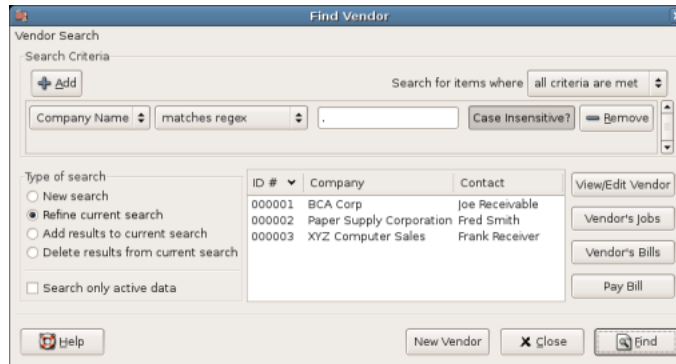 Find Vendor
Vendor Search
Search Criteria
Add
Search for items where all criteria are met
Company Name matches regex . Case Insensitive? Remove
Type of search
New search
Refine current search
Add results to current search
Delete results from current search
Search only active data
ID # Company Contact
000001 BCA Corp Joe Receivable
000002 Paper Supply Corporation Fred Smith
000003 XYZ Computer Sales Frank Receiver
View/Edit Vendor
Vendor's Jobs
Vendor's Bills
Pay Bill
Help New Vendor Close Find